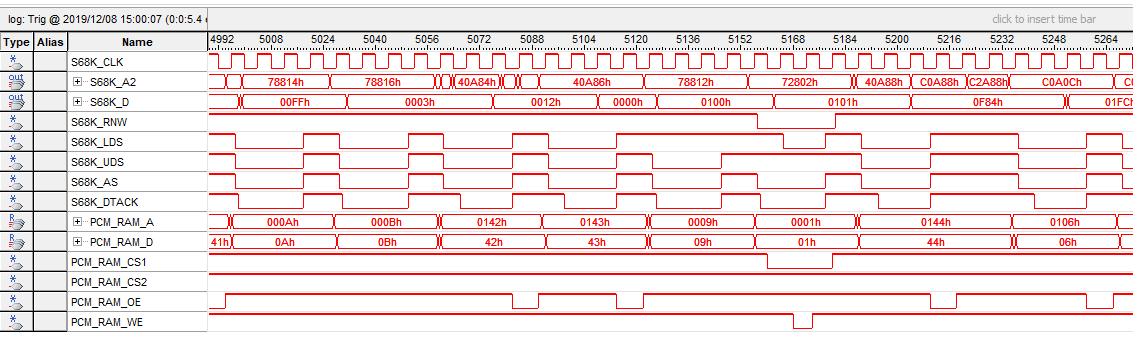 log: Trig @ 2019/12/08 15:00:07 (0:0:5.4 click to insert time bar
Type Alias Name 4992 5008 5024 5040 5056 5072 5088 5104 5120 5136 5152 5168 5184 5200 5216 5232 5248 5264
S68K_CLK
out S68K_A2 78814h 78816h 40A84h 40A86h 78812h 72802h 40A88h C0A88h C2A88h C0A0Ch
out S68K_D 00FFh 0003h 0012h 0000h 0100h 0101h 0F84h 01FCh
S68K_RNW
S68K_LDS
S68K_UDS
S68K_AS
S68K_DTACK
R PCM_RAM_A 000Ah 000Bh 0142h 0143h 0009h 0001h 0144h 0106h
R PCM_RAM_D 41h 0Ah 0Bh 42h 43h 09h 01h 44h 06h
PCM_RAM_CS1
PCM_RAM_CS2
PCM_RAM_OE
PCM_RAM_WE